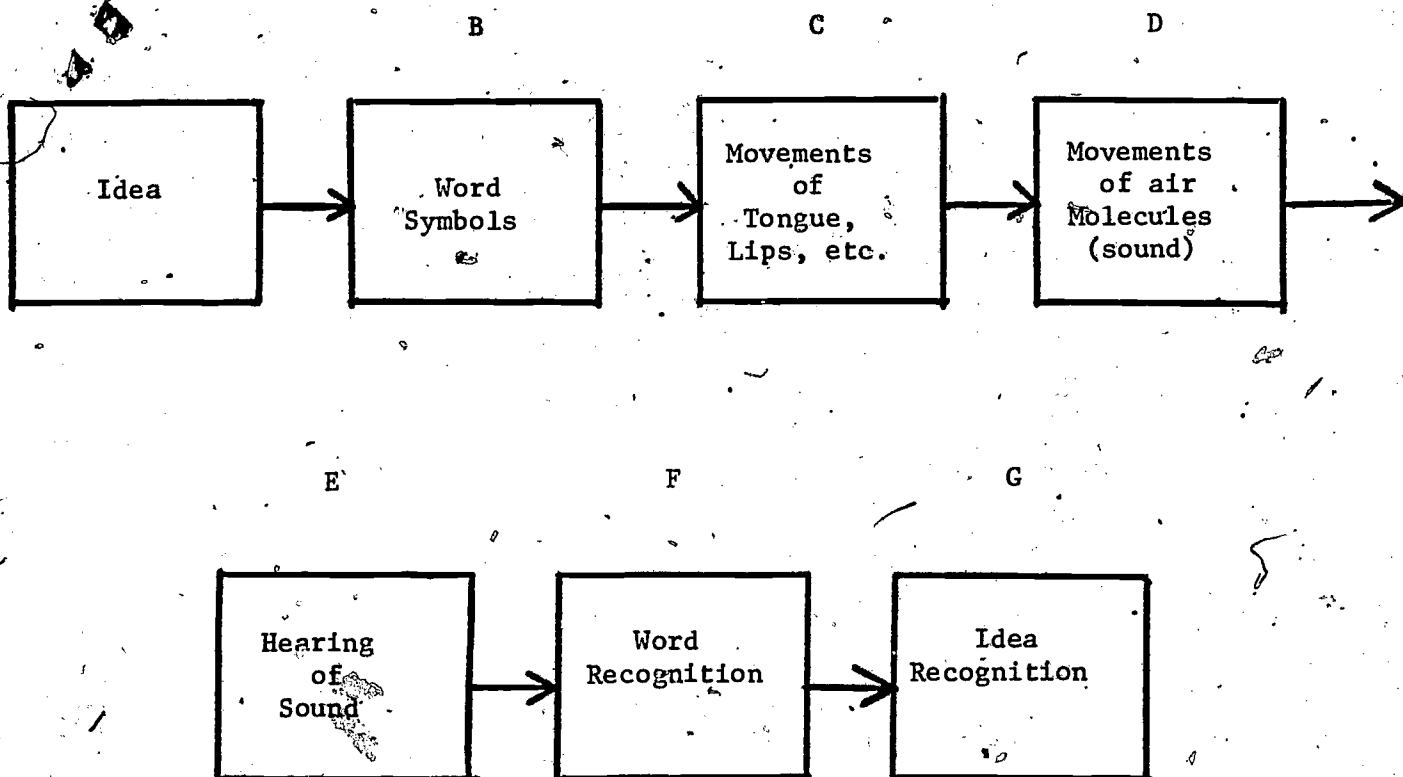 B C D
Idea
Word
Symbols
Movements
of
Tongue,
Lips, etc.
Movements
of air
Molecules
(sound)
E F G
Hearing
of
Sound
Word
Recognition
Idea
Recognition